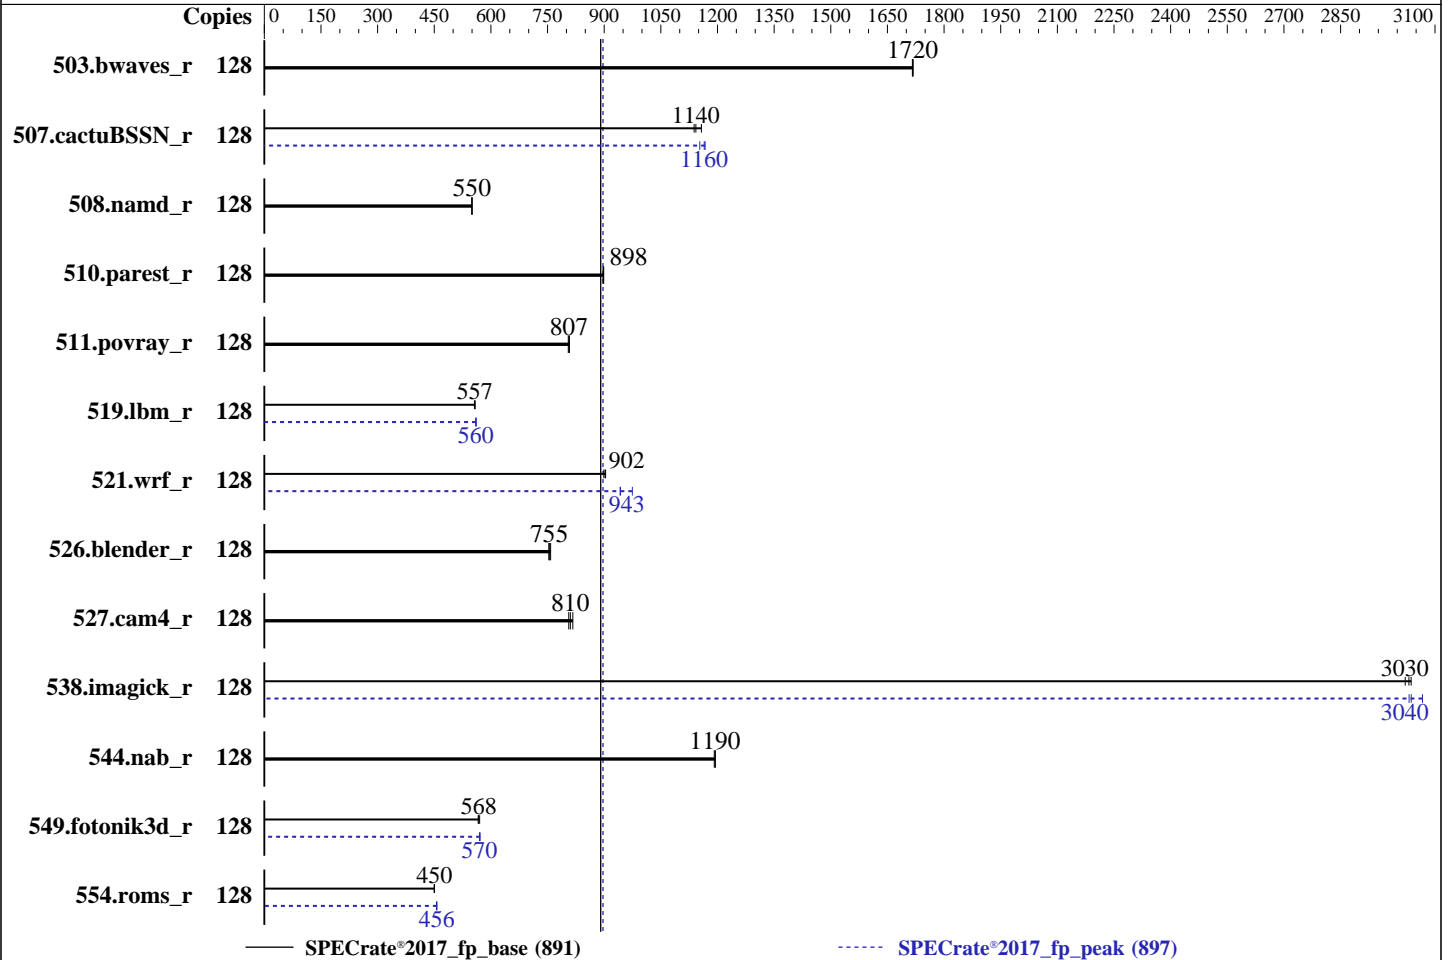 Copies 0 150 300 450 600 750 900 1050 1200 1350 1500 1650 1800 1950 2100 2250 2400 2550 2700 2850 3100
1720
503.bwaves_r 128
1140
507.cactuBSSN_r 128
1160
550
508.namd_r 128
898
510.parest_r 128
807
511.povray_r 128
557
519.lbm_r 128
560
902
521.wrf_r 128
943
755
526.blender_r 128
810
527.cam4_r 128
3030
538.imagick_r 128
3040
1190
544.nab_r 128
568
549.fotonik3d_r 128
570
450
554.roms_r 128
456
SPECrate®2017_fp_base (891) SPECrate®2017_fp_peak (897)